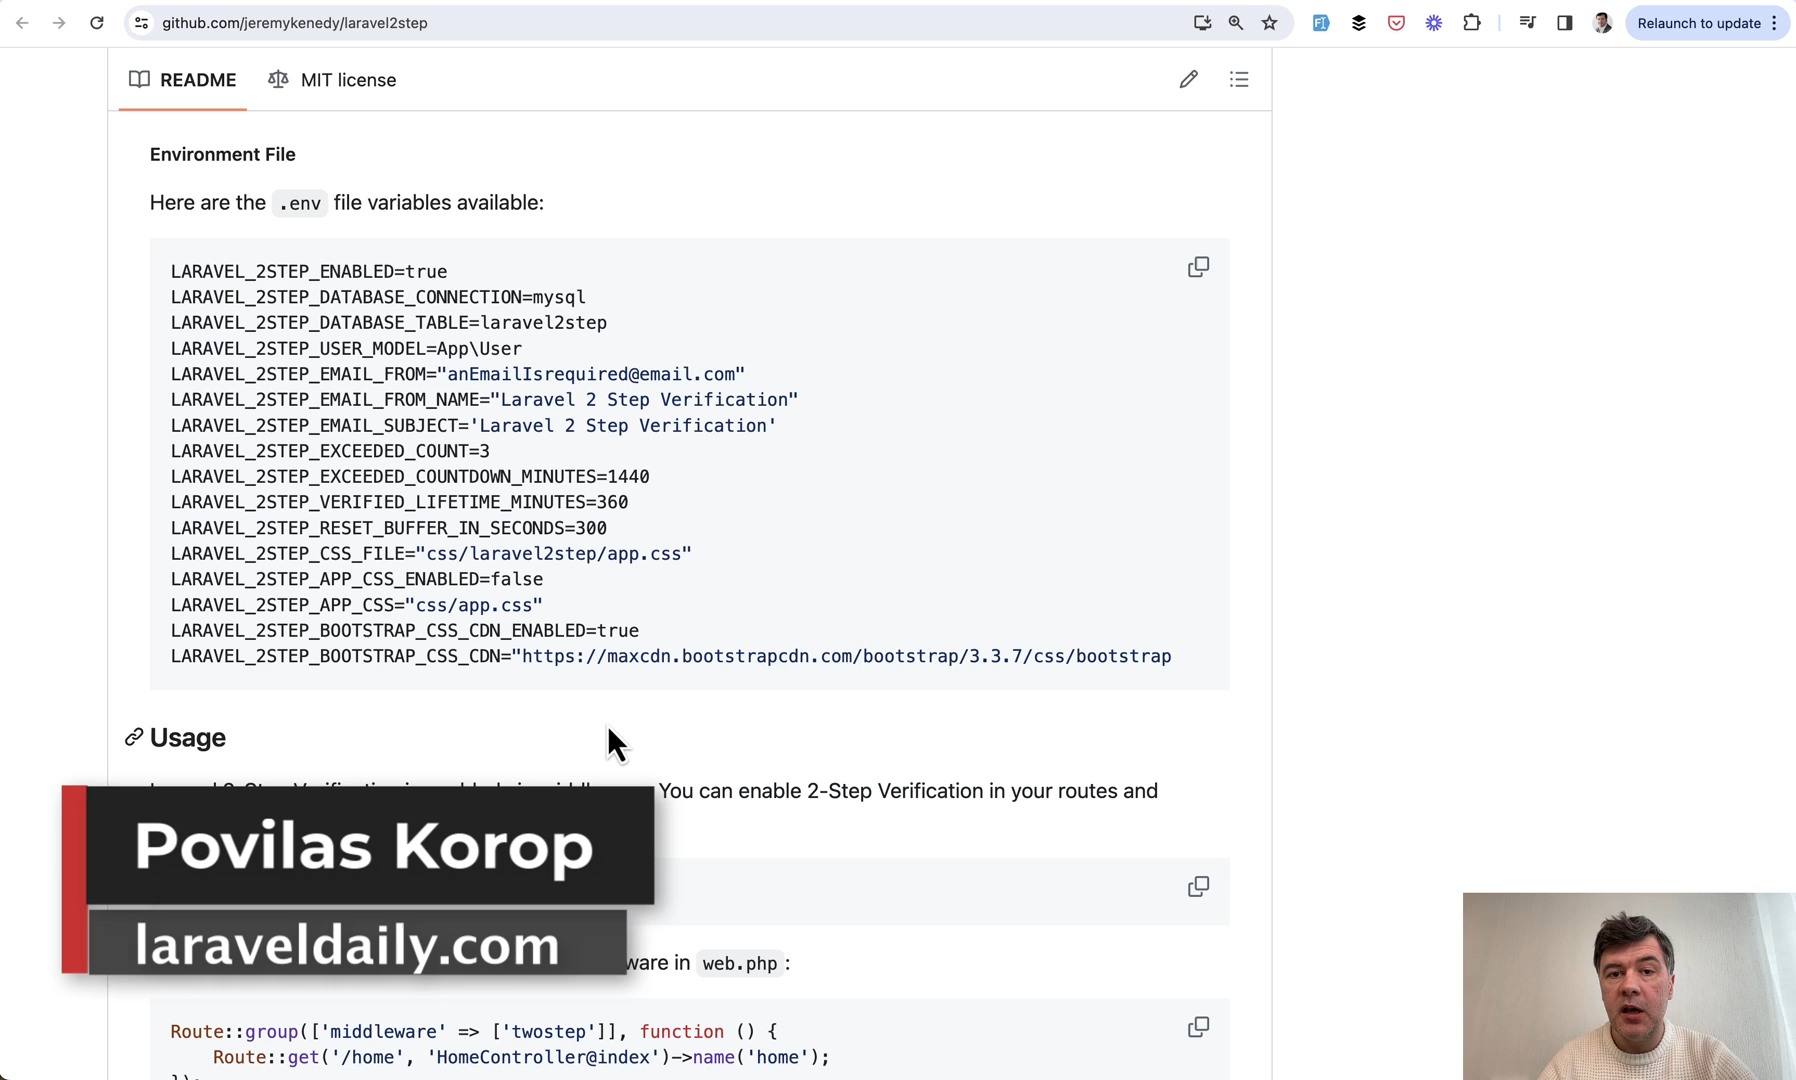 github.com/jeremykenedy/laravel2step
Relaunch to update
README
MIT license
Environment File
Here are the .env file variables available:
LARAVEL_2STEP_ENABLED=true
LARAVEL_2STEP_DATABASE_CONNECTION=mysql
LARAVEL_2STEP_DATABASE_TABLE=laravel2step
LARAVEL_2STEP_USER_MODEL=App\User
LARAVEL_2STEP_EMAIL_FROM="anEmailIsrequired@email.com"
LARAVEL_2STEP_EMAIL_FROM_NAME="Laravel 2 Step Verification"
LARAVEL_2STEP_EMAIL_SUBJECT='Laravel 2 Step Verification'
LARAVEL_2STEP_EXCEEDED_COUNT=3
LARAVEL_2STEP_EXCEEDED_COUNTDOWN_MINUTES=1440
LARAVEL_2STEP_VERIFIED_LIFETIME_MINUTES=360
LARAVEL_2STEP_RESET_BUFFER_IN_SECONDS=300
LARAVEL_2STEP_CSS_FILE="css/laravel2step/app.css"
LARAVEL_2STEP_APP_CSS_ENABLED=false
LARAVEL_2STEP_APP_CSS="css/app.css"
LARAVEL_2STEP_BOOTSTRAP_CSS_CDN_ENABLED=true
LARAVEL_2STEP_BOOTSTRAP_CSS_CDN="https://maxcdn.bootstrapcdn.com/bootstrap/3.3.7/css/bootstrap
Usage
You can enable 2-Step Verification in your routes and
Povilas Korop
laraveldaily.com
ware in web.php :
Route::group(['middleware' => ['twostep']], function () {
Route::get('/home', 'HomeController@index')->name('home');